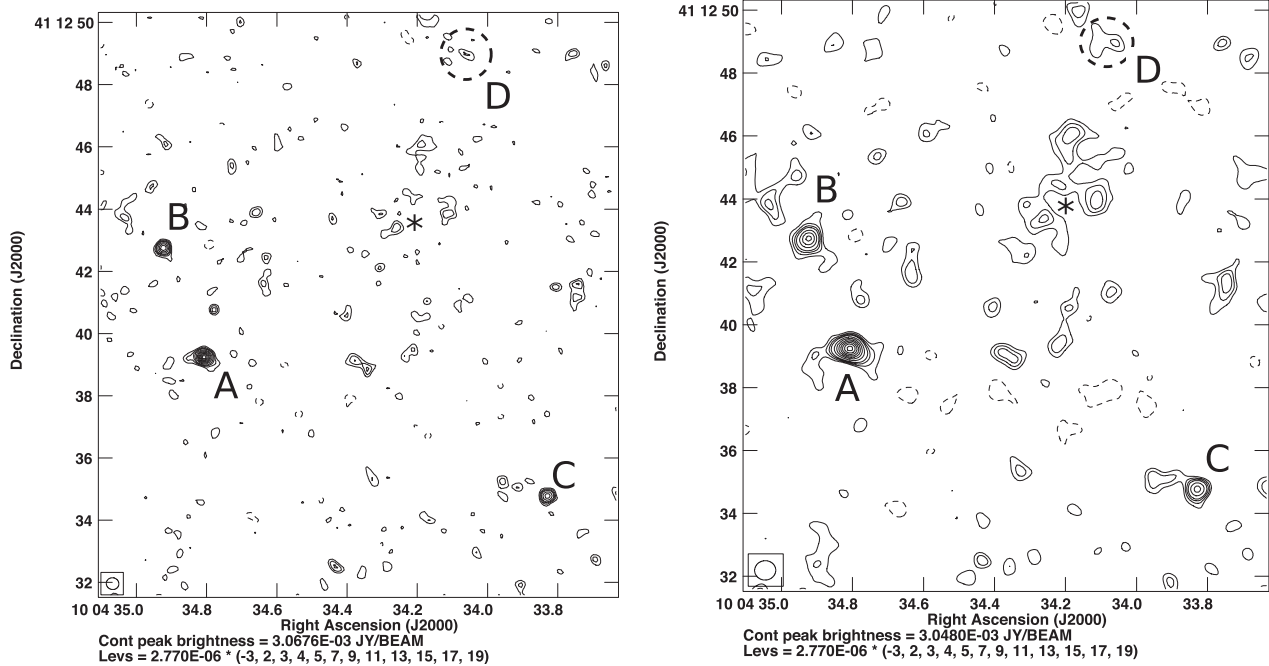 41 12 50
48
46
44
42
40
38
36
34
32
Declination (J2000)
A
B
C
D
*
10 04 35.0 34.8 34.6 34.4 34.2 34.0 33.8
Right Ascension (J2000)
Cont peak brightness = 3.0676E-03 JY/BEAM
Levs = 2.770E-06 * (-3, 2, 3, 4, 5, 7, 9, 11, 13, 15, 17, 19)
41 12 50
48
46
44
42
40
38
36
34
32
Declination (J2000)
A
B
C
D
*
10 04 35.0 34.8 34.6 34.4 34.2 34.0 33.8
Right Ascension (J2000)
Cont peak brightness = 3.0480E-03 JY/BEAM
Levs = 2.770E-06 * (-3, 2, 3, 4, 5, 7, 9, 11, 13, 15, 17, 19)